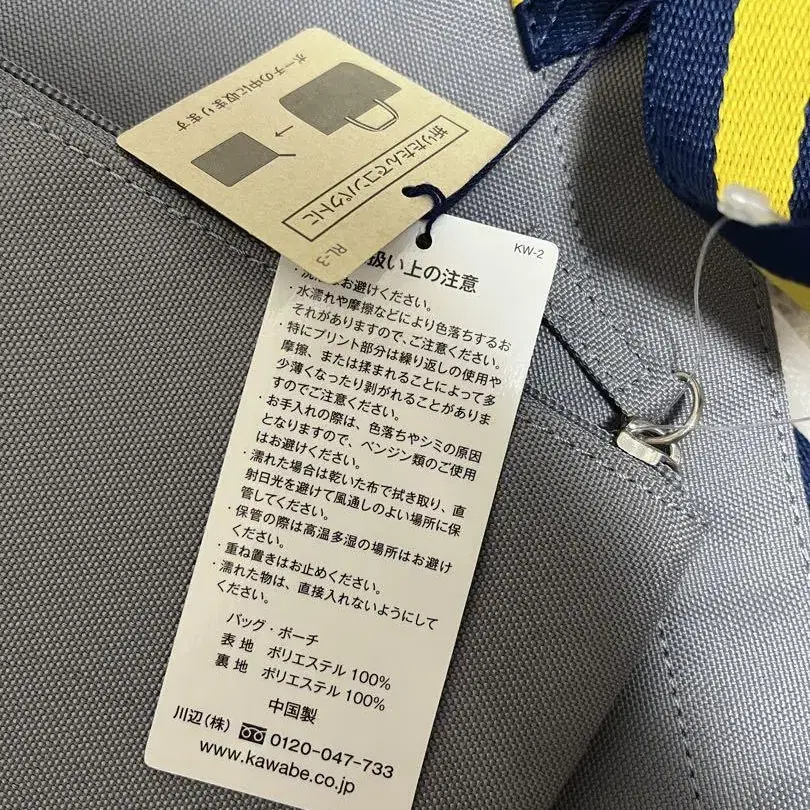 ポーチの中に収まります
→
折りたたんでコンパクトに
RL-3
KW-2
扱い上の注意
お避けください。
・水濡れや摩擦などにより色落ちするお
それがありますので、ご注意ください。
・特にプリント部分は繰り返しの使用や
摩擦、または揉まれることによって多
少薄くなったり剥がれることがありま
すのでご注意ください。
・お手入れの際は、色落ちやシミの原因
となりますので、ベンジン類のご使用
はお避けください。
・濡れた場合は乾いた布で拭き取り、直
射日光を避けて風通しのよい場所に保
管してください。
・保管の際は高温多湿の場所はお避け
ください。
・重ね置きはお止めください。
・濡れた物は、直接入れないようにして
ください。
バッグ・ポーチ
表地 ポリエステル 100%
裏地 ポリエステル 100%
中国製
川辺(株) 0120-047-733
www.kawabe.co.jp